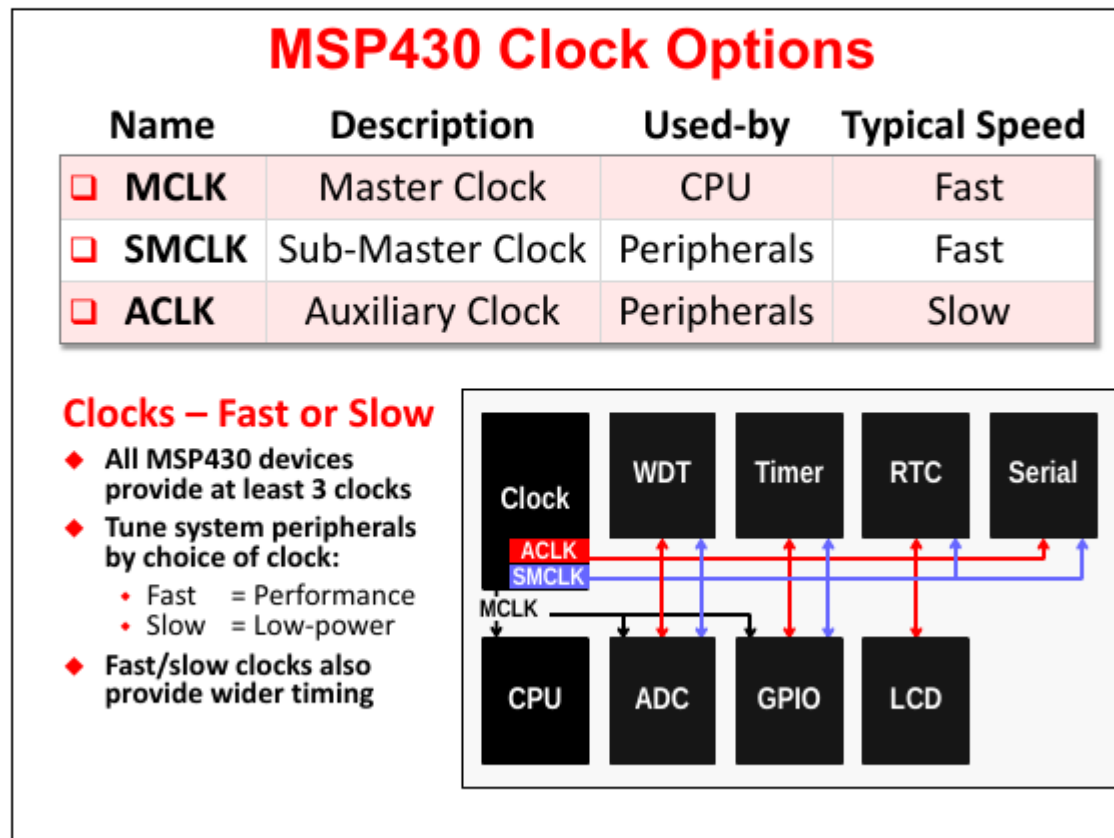 MSP430 Clock Options
Name Description Used-by Typical Speed
MCLK Master Clock CPU Fast
SMCLK Sub-Master Clock Peripherals Fast
ACLK Auxiliary Clock Peripherals Slow
Clocks – Fast or Slow
All MSP430 devices
provide at least 3 clocks
Tune system peripherals
by choice of clock:
Fast = Performance
Slow = Low-power
Fast/slow clocks also
provide wider timing
Clock WDT Timer RTC Serial
ACLK
SMCLK
MCLK
CPU ADC GPIO LCD